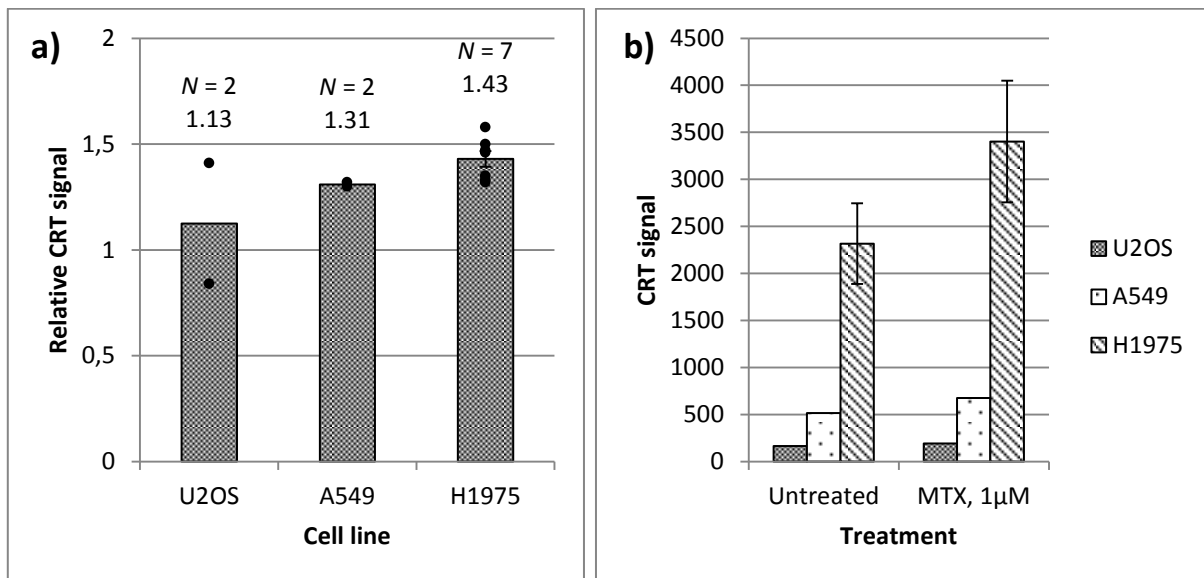 a)
2
1,5
1
0,5
0
Relative CRT signal
N = 2
1.13
N = 2
1.31
N = 7
1.43
U2OS
A549
H1975
Cell line
b)
4500
4000
3500
3000
2500
2000
1500
1000
500
0
CRT signal
Untreated
MTX, 1µM
Treatment
U2OS
A549
H1975